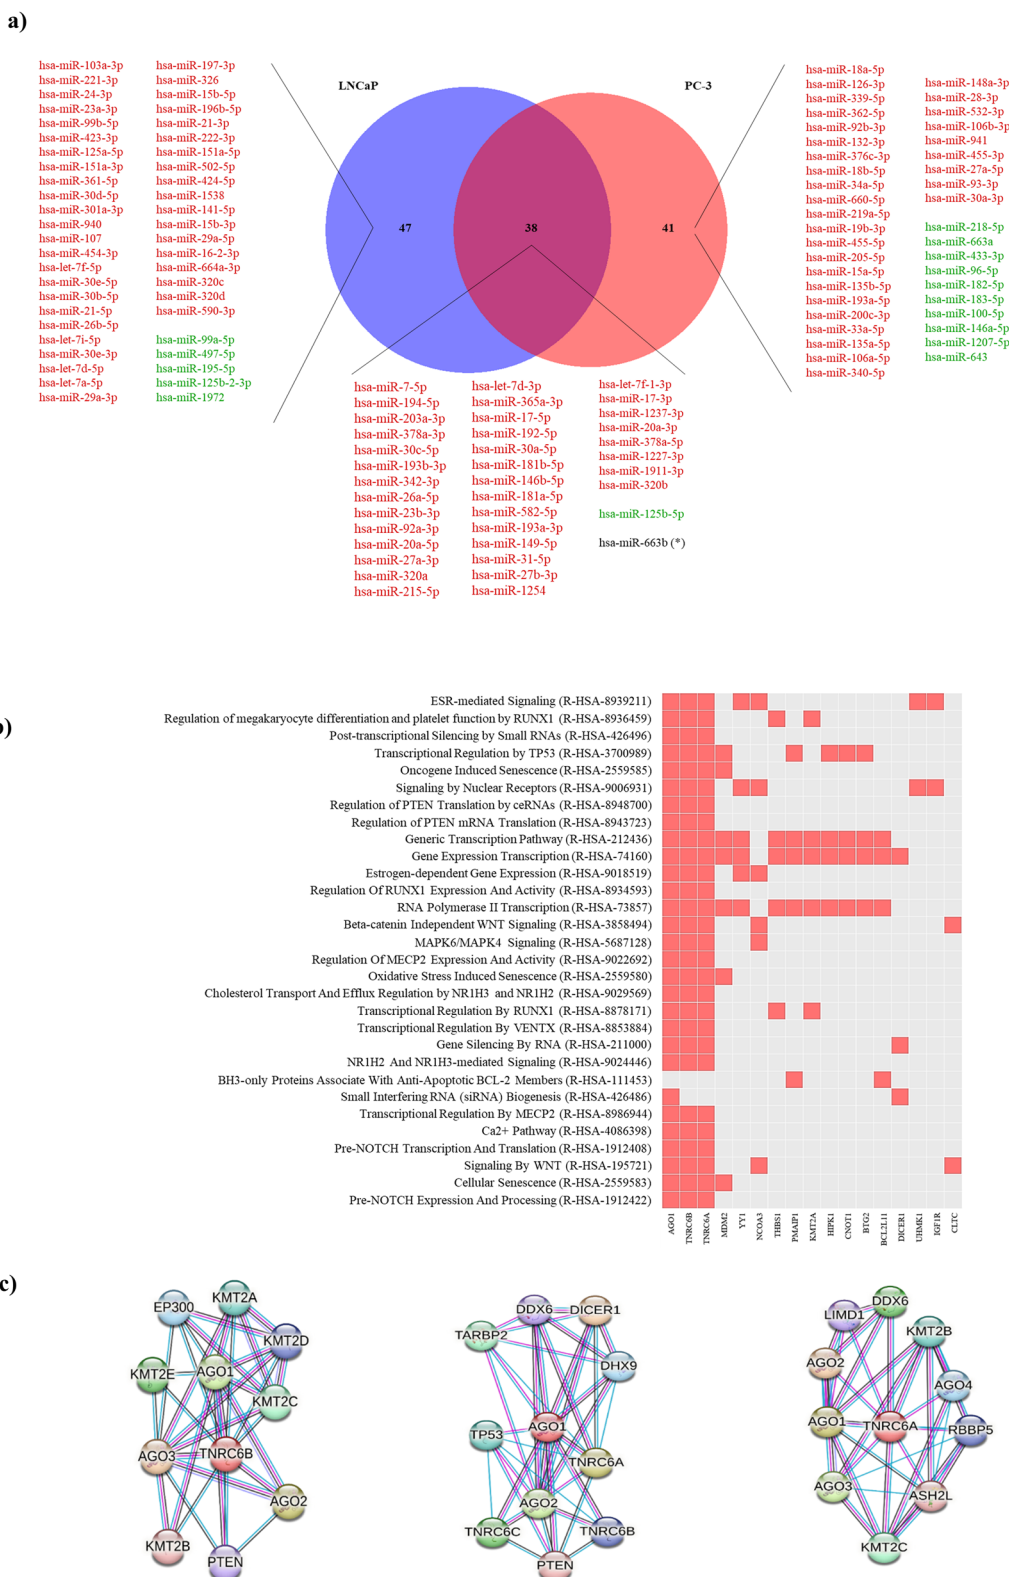 a)
LNCaP
PC-3
47
38
41
hsa-miR-103a-3p
hsa-miR-221-3p
hsa-miR-24-3p
hsa-miR-23a-3p
hsa-miR-99b-5p
hsa-miR-423-3p
hsa-miR-125a-5p
hsa-miR-151a-3p
hsa-miR-361-5p
hsa-miR-30d-5p
hsa-miR-301a-3p
hsa-miR-940
hsa-miR-107
hsa-miR-454-3p
hsa-let-7f-5p
hsa-miR-30e-5p
hsa-miR-30b-5p
hsa-miR-21-5p
hsa-miR-26b-5p
hsa-let-7i-5p
hsa-miR-30e-3p
hsa-let-7d-5p
hsa-let-7a-5p
hsa-miR-29a-3p
hsa-miR-197-3p
hsa-miR-326
hsa-miR-15b-5p
hsa-miR-196b-5p
hsa-miR-21-3p
hsa-miR-222-3p
hsa-miR-151a-5p
hsa-miR-502-5p
hsa-miR-424-5p
hsa-miR-1538
hsa-miR-141-5p
hsa-miR-15b-3p
hsa-miR-29a-5p
hsa-miR-16-2-3p
hsa-miR-664a-3p
hsa-miR-320c
hsa-miR-320d
hsa-miR-590-3p
hsa-miR-99a-5p
hsa-miR-497-5p
hsa-miR-195-5p
hsa-miR-125b-2-3p
hsa-miR-1972
hsa-miR-7-5p
hsa-miR-194-5p
hsa-miR-203a-3p
hsa-miR-378a-3p
hsa-miR-30c-5p
hsa-miR-193b-3p
hsa-miR-342-3p
hsa-miR-26a-5p
hsa-miR-23b-3p
hsa-miR-92a-3p
hsa-miR-20a-5p
hsa-miR-27a-3p
hsa-miR-320a
hsa-miR-215-5p
hsa-let-7d-3p
hsa-miR-365a-3p
hsa-miR-17-5p
hsa-miR-192-5p
hsa-miR-30a-5p
hsa-miR-181b-5p
hsa-miR-146b-5p
hsa-miR-181a-5p
hsa-miR-582-5p
hsa-miR-193a-3p
hsa-miR-149-5p
hsa-miR-31-5p
hsa-miR-27b-3p
hsa-miR-1254
hsa-let-7f-1-3p
hsa-miR-17-3p
hsa-miR-1237-3p
hsa-miR-20a-3p
hsa-miR-378a-5p
hsa-miR-1227-3p
hsa-miR-1911-3p
hsa-miR-320b
hsa-miR-125b-5p
hsa-miR-663b (*)
hsa-miR-18a-5p
hsa-miR-126-3p
hsa-miR-339-5p
hsa-miR-362-5p
hsa-miR-92b-3p
hsa-miR-132-3p
hsa-miR-376c-3p
hsa-miR-18b-5p
hsa-miR-34a-5p
hsa-miR-660-5p
hsa-miR-219a-5p
hsa-miR-19b-3p
hsa-miR-455-5p
hsa-miR-205-5p
hsa-miR-15a-5p
hsa-miR-135b-5p
hsa-miR-193a-5p
hsa-miR-200c-3p
hsa-miR-33a-5p
hsa-miR-135a-5p
hsa-miR-106a-5p
hsa-miR-340-5p
hsa-miR-148a-3p
hsa-miR-28-3p
hsa-miR-532-3p
hsa-miR-106b-3p
hsa-miR-941
hsa-miR-455-3p
hsa-miR-27a-5p
hsa-miR-93-3p
hsa-miR-30a-3p
hsa-miR-218-5p
hsa-miR-663a
hsa-miR-433-3p
hsa-miR-96-5p
hsa-miR-182-5p
hsa-miR-183-5p
hsa-miR-100-5p
hsa-miR-146a-5p
hsa-miR-1207-5p
hsa-miR-643
b)
ESR-mediated Signaling (R-HSA-8939211)
Regulation of megakaryocyte differentiation and platelet function by RUNX1 (R-HSA-8936459)
Post-transcriptional Silencing by Small RNAs (R-HSA-426496)
Transcriptional Regulation by TP53 (R-HSA-3700989)
Oncogene Induced Senescence (R-HSA-2559585)
Signaling by Nuclear Receptors (R-HSA-9006931)
Regulation of PTEN Translation by ceRNAs (R-HSA-8948700)
Regulation of PTEN mRNA Translation (R-HSA-8943723)
Generic Transcription Pathway (R-HSA-212436)
Gene Expression Transcription (R-HSA-74160)
Estrogen-dependent Gene Expression (R-HSA-9018519)
Regulation Of RUNX1 Expression And Activity (R-HSA-8934593)
RNA Polymerase II Transcription (R-HSA-73857)
Beta-catenin Independent WNT Signaling (R-HSA-3858494)
MAPK6/MAPK4 Signaling (R-HSA-5687128)
Regulation Of MECP2 Expression And Activity (R-HSA-9022692)
Oxidative Stress Induced Senescence (R-HSA-2559580)
Cholesterol Transport And Efflux Regulation by NR1H3 and NR1H2 (R-HSA-9029569)
Transcriptional Regulation By RUNX1 (R-HSA-8878171)
Transcriptional Regulation By VENTX (R-HSA-8853884)
Gene Silencing By RNA (R-HSA-211000)
NR1H2 And NR1H3-mediated Signaling (R-HSA-9024446)
BH3-only Proteins Associate With Anti-Apoptotic BCL-2 Members (R-HSA-111453)
Small Interfering RNA (siRNA) Biogenesis (R-HSA-426486)
Transcriptional Regulation By MECP2 (R-HSA-8986944)
Ca2+ Pathway (R-HSA-4086398)
Pre-NOTCH Transcription And Translation (R-HSA-1912408)
Signaling By WNT (R-HSA-195721)
Cellular Senescence (R-HSA-2559583)
Pre-NOTCH Expression And Processing (R-HSA-1912422)
AGO1
TNRC6B
TNRC6A
MDM2
YY1
NCOA3
THBS1
PMAIP1
KMT2A
HIPK1
CNOT1
BTG2
BCL2L11
DICER1
UHMK1
IGF1R
CLTC
c)
EP300
KMT2A
KMT2D
KMT2E
AGO1
KMT2C
AGO3
TNRC6B
AGO2
KMT2B
PTEN
DDX6
DICER1
TARBP2
DHX9
AGO1
TP53
TNRC6A
AGO2
TNRC6C
TNRC6B
PTEN
DDX6
LIMD1
KMT2B
AGO2
AGO4
AGO1
TNRC6A
RBBP5
AGO3
ASH2L
KMT2C